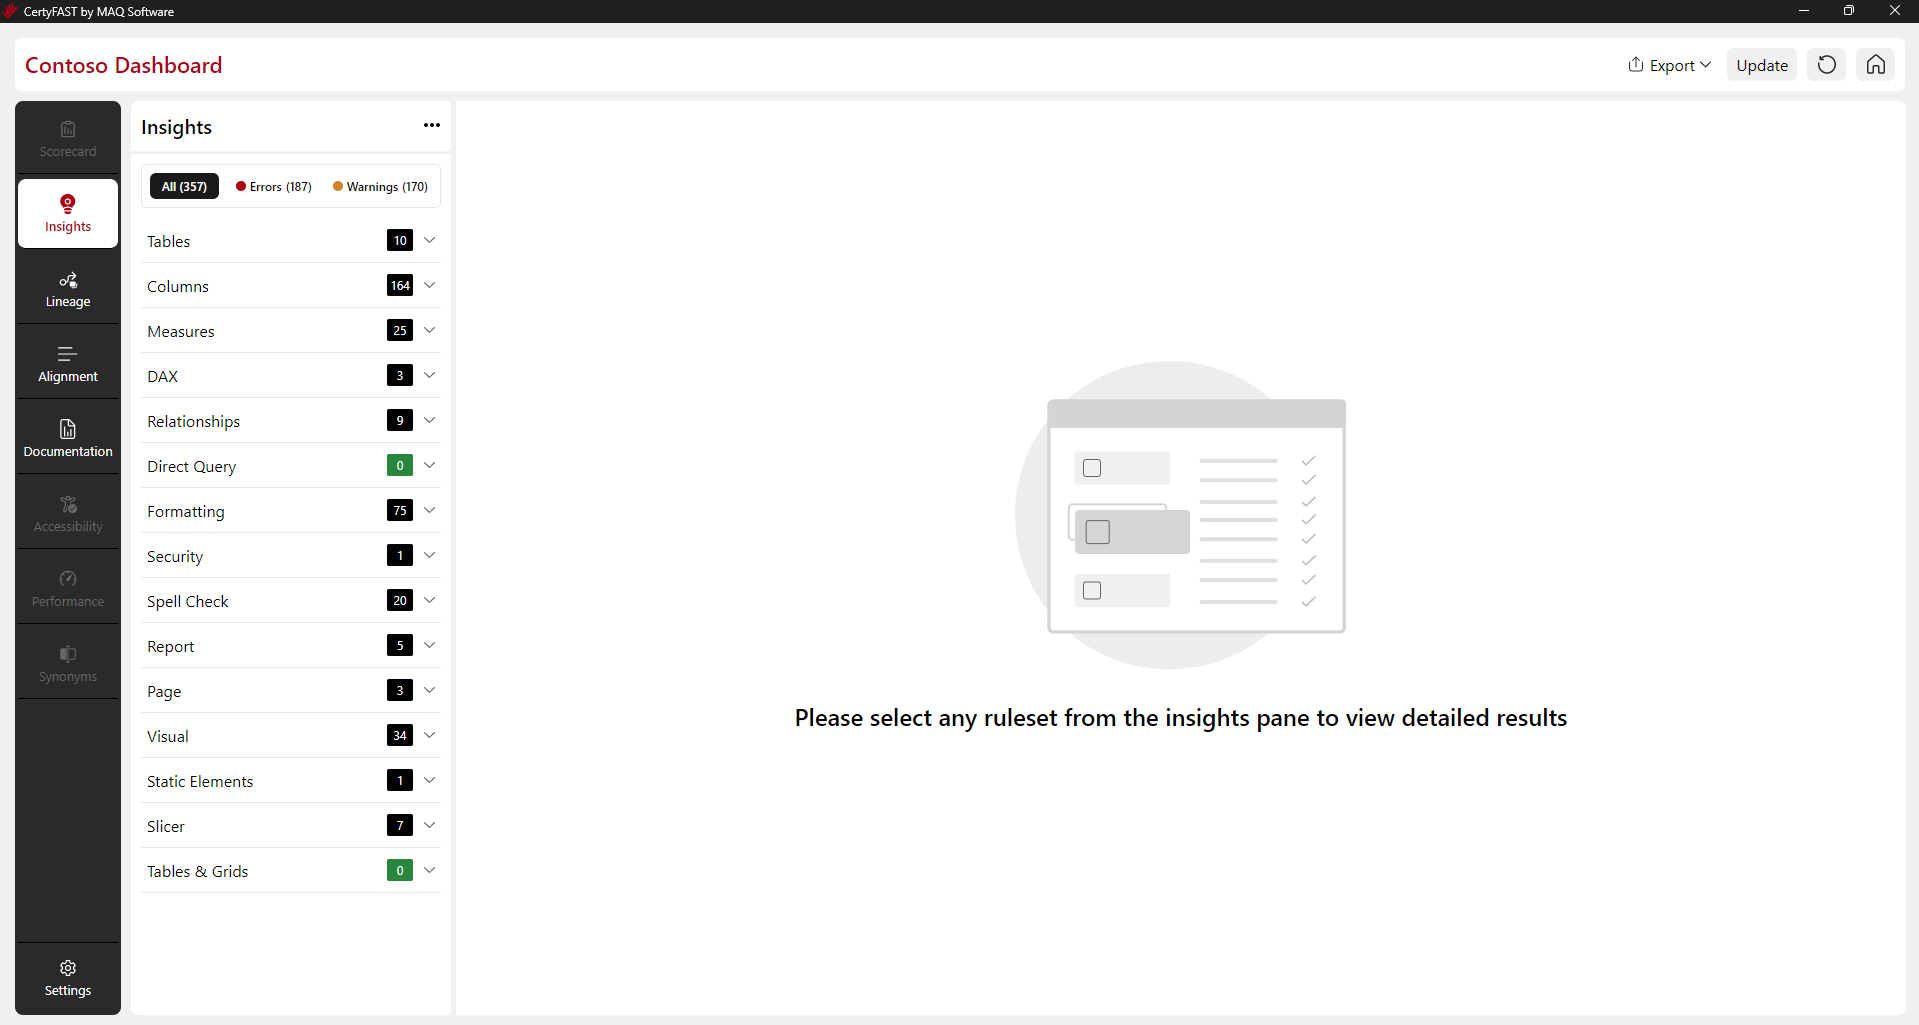 CertyFAST by MAQ Software
Contoso Dashboard
Export
Update
Scorecard
Insights
Lineage
Alignment
Documentation
Accessibility
Performance
Synonyms
Settings
Insights
All (357) Errors (187) Warnings (170)
Tables 10
Columns 164
Measures 25
DAX 3
Relationships 9
Direct Query 0
Formatting 75
Security 1
Spell Check 20
Report 5
Page 3
Visual 34
Static Elements 1
Slicer 7
Tables & Grids 0
Please select any ruleset from the insights pane to view detailed results